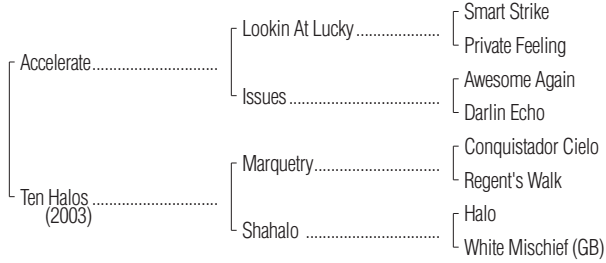 Smart Strike
Lookin At Lucky
Private Feeling
Accelerate
Awesome Again
Issues
Darlin Echo
Conquistador Cielo
Marquetry
Regent's Walk
Ten Halos
(2003)
Halo
Shahalo
White Mischief (GB)